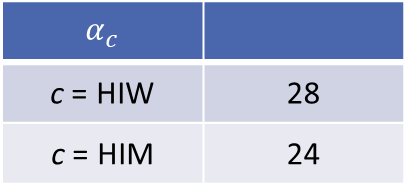 α_c
c = HIW 28
c = HIM 24